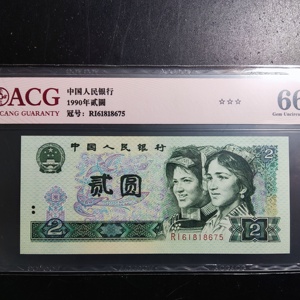 ACG
CANG GUARANTY
中国人民银行
1990年贰圆
冠号: RI61818675
☆☆☆
66
Gem Uncirc
中国人民银行
贰圆
RI61818675
2
2